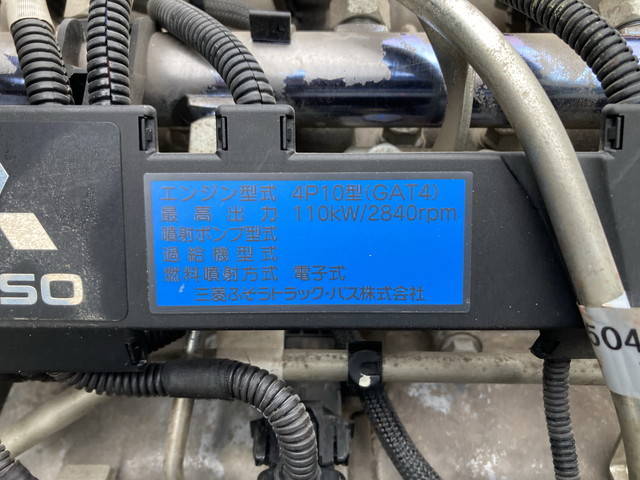 エンジン型式 4P10型(GAT4)
最高出力 110kW/2840rpm
噴射ポンプ型式
過給機型式
燃料噴射方式 電子式
三菱ふそうトラック・バス株式会社
SO
504